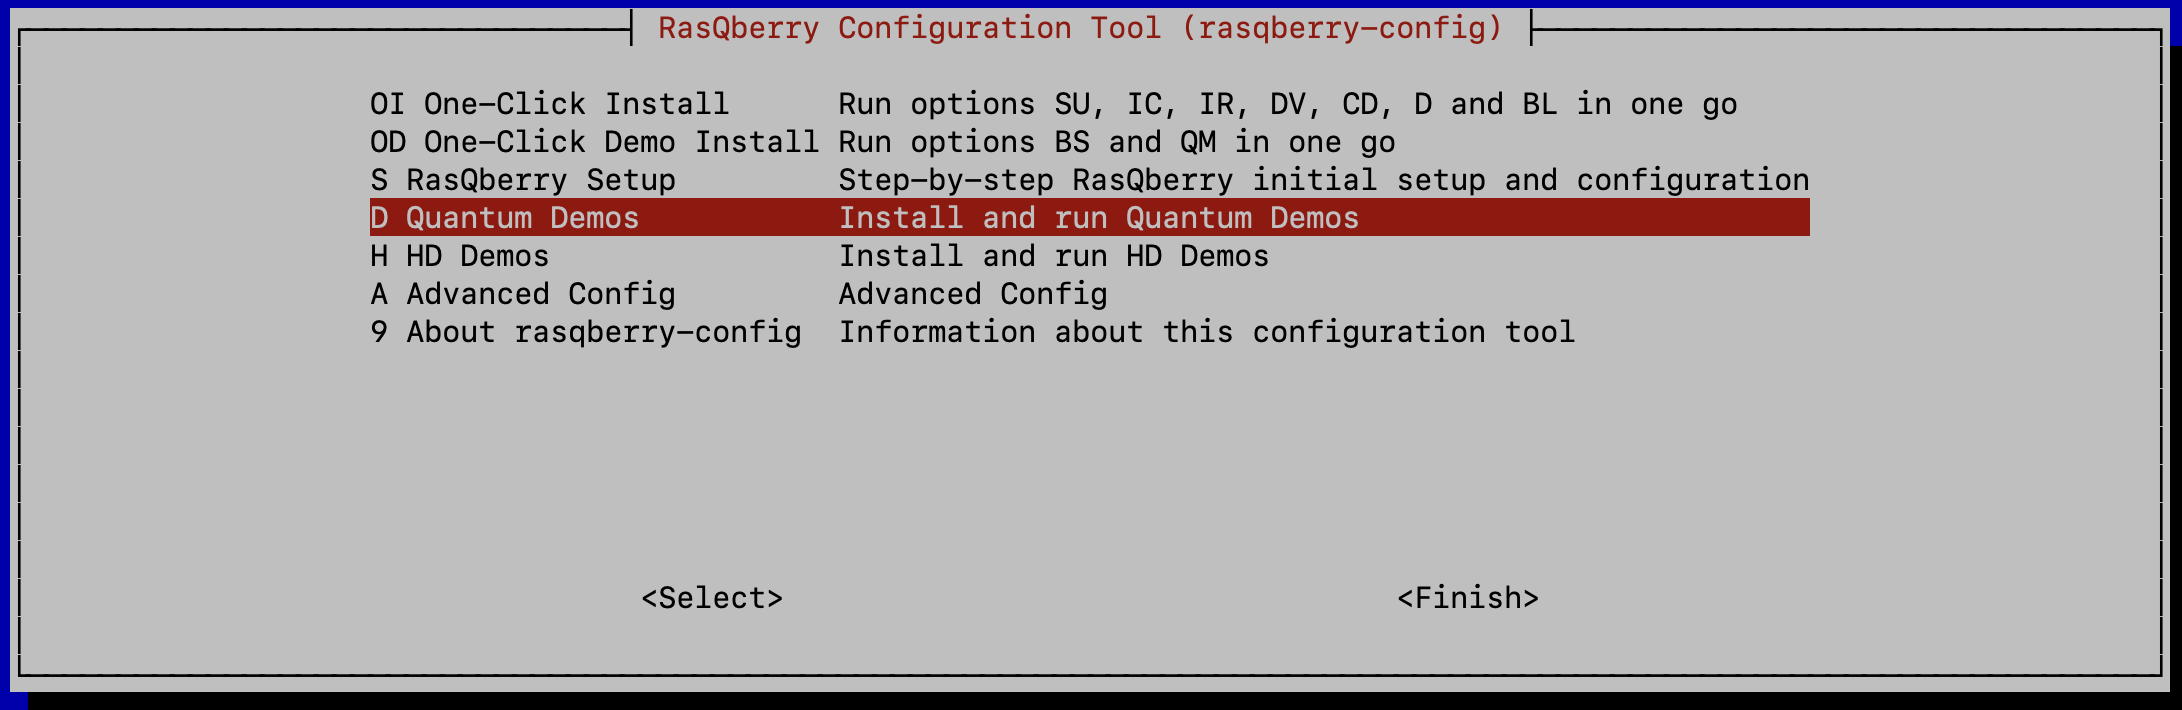 RasQberry Configuration Tool (rasqberry-config)
OI One-Click Install Run options SU, IC, IR, DV, CD, D and BL in one go
OD One-Click Demo Install Run options BS and QM in one go
S RasQberry Setup Step-by-step RasQberry initial setup and configuration
D Quantum Demos Install and run Quantum Demos
H HD Demos Install and run HD Demos
A Advanced Config Advanced Config
9 About rasqberry-config Information about this configuration tool
<Select> <Finish>